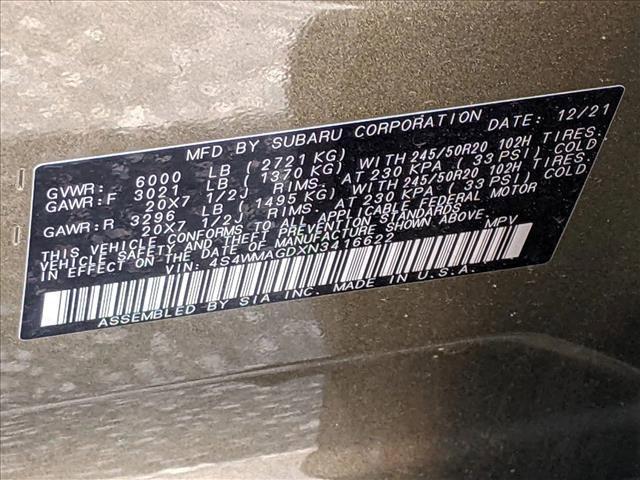 MFD BY SUBARU CORPORATION DATE: 12/21
GVWR: 6000 LB (2721 KG)
GAWR:F 3021 LB (1370 KG) WITH 245/50R20 102H TIRES.
20X7 1/2J RIMS. AT 230 KPA (33 PSI) COLD
GAWR:R 3296 LB (1495 KG) WITH 245/50R20 102H TIRES.
20X7 1/2J RIMS. AT 230 KPA (33 PSI) COLD.
THIS VEHICLE CONFORMS TO ALL APPLICABLE FEDERAL MOTOR
VEHICLE SAFETY AND THEFT PREVENTION STANDARDS
IN EFFECT ON THE DATE OF MANUFACTURE SHOWN ABOVE.
VIN: 4S4WMAGDXN3416622 MPV
ASSEMBLED BY SIA INC. MADE IN U.S.A.